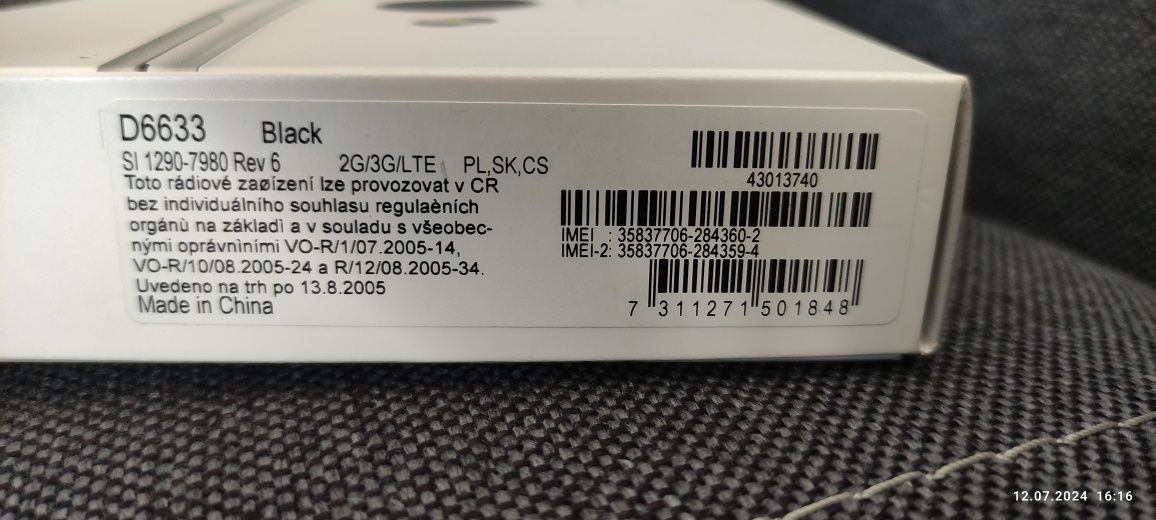 D6633 Black
SI 1290-7980 Rev 6 2G/3G/LTE PL,SK,CS
Toto rádiové zaøízení lze provozovat v CR
bez individuálního souhlasu regulaèních
orgánù na základì a v souladu s všeobec-
nými oprávnìními VO-R/1/07.2005-14,
VO-R/10/08.2005-24 a R/12/08.2005-34.
Uvedeno na trh po 13.8.2005
Made in China
43013740
IMEI : 35837706-284360-2
IMEI-2: 35837706-284359-4
7 311271 501848
12.07.2024 16:16